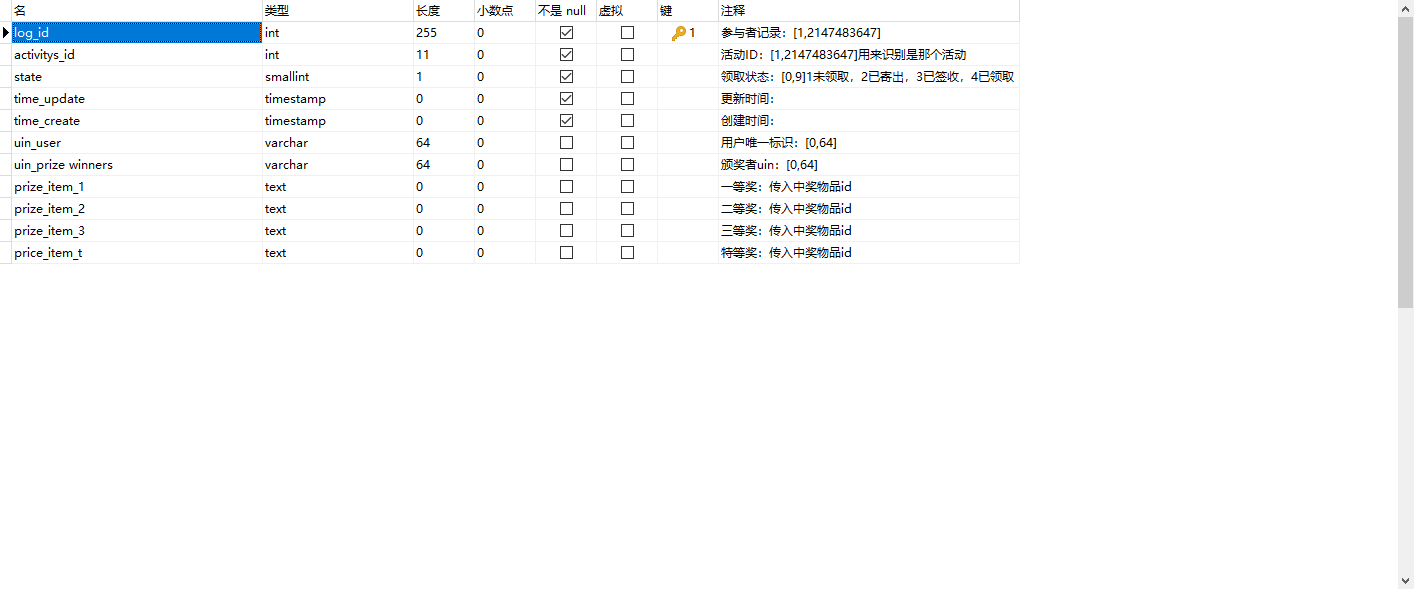 名 类型 长度 小数点 不是 null 虚拟 键 注释
log_id int 255 0 1 参与者记录：[1,2147483647]
activitys_id int 11 0 活动ID：[1,2147483647]用来识别是那个活动
state smallint 1 0 领取状态：[0,9]1未领取，2已寄出，3已签收，4已领取
time_update timestamp 0 0 更新时间：
time_create timestamp 0 0 创建时间：
uin_user varchar 64 0 用户唯一标识：[0,64]
uin_prize winners varchar 64 0 颁奖者uin：[0,64]
prize_item_1 text 0 0 一等奖：传入中奖物品id
prize_item_2 text 0 0 二等奖：传入中奖物品id
prize_item_3 text 0 0 三等奖：传入中奖物品id
price_item_t text 0 0 特等奖：传入中奖物品id